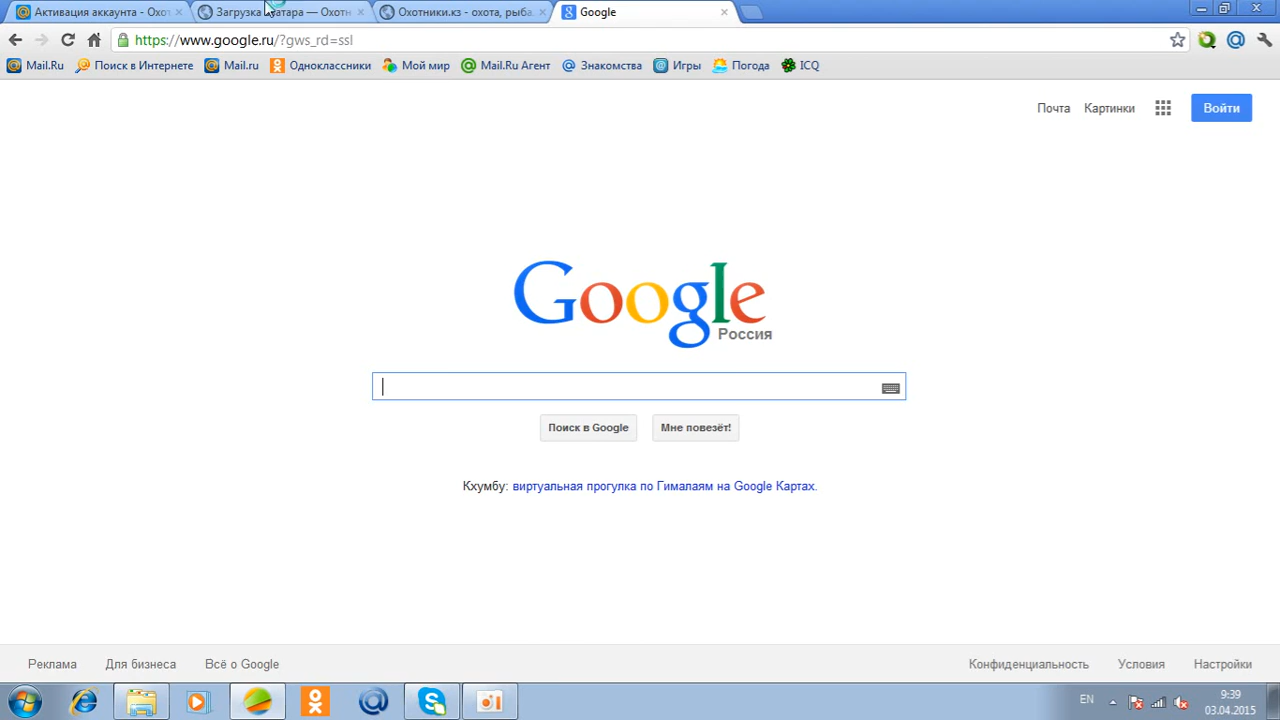 Активация аккаунта - Охот
Загрузка аватара — Охотн
Охотники.кз - охота, рыба
Google
https://www.google.ru/?gws_rd=ssl
Mail.Ru
Поиск в Интернете
Mail.ru
Одноклассники
Мой мир
Mail.Ru Агент
Знакомства
Игры
Погода
ICQ
Почта
Картинки
Войти
Google
Россия
Поиск в Google
Мне повезёт!
Кхумбу: виртуальная прогулка по Гималаям на Google Картах.
Реклама
Для бизнеса
Всё о Google
Конфиденциальность
Условия
Настройки
EN
9:39
03.04.2015